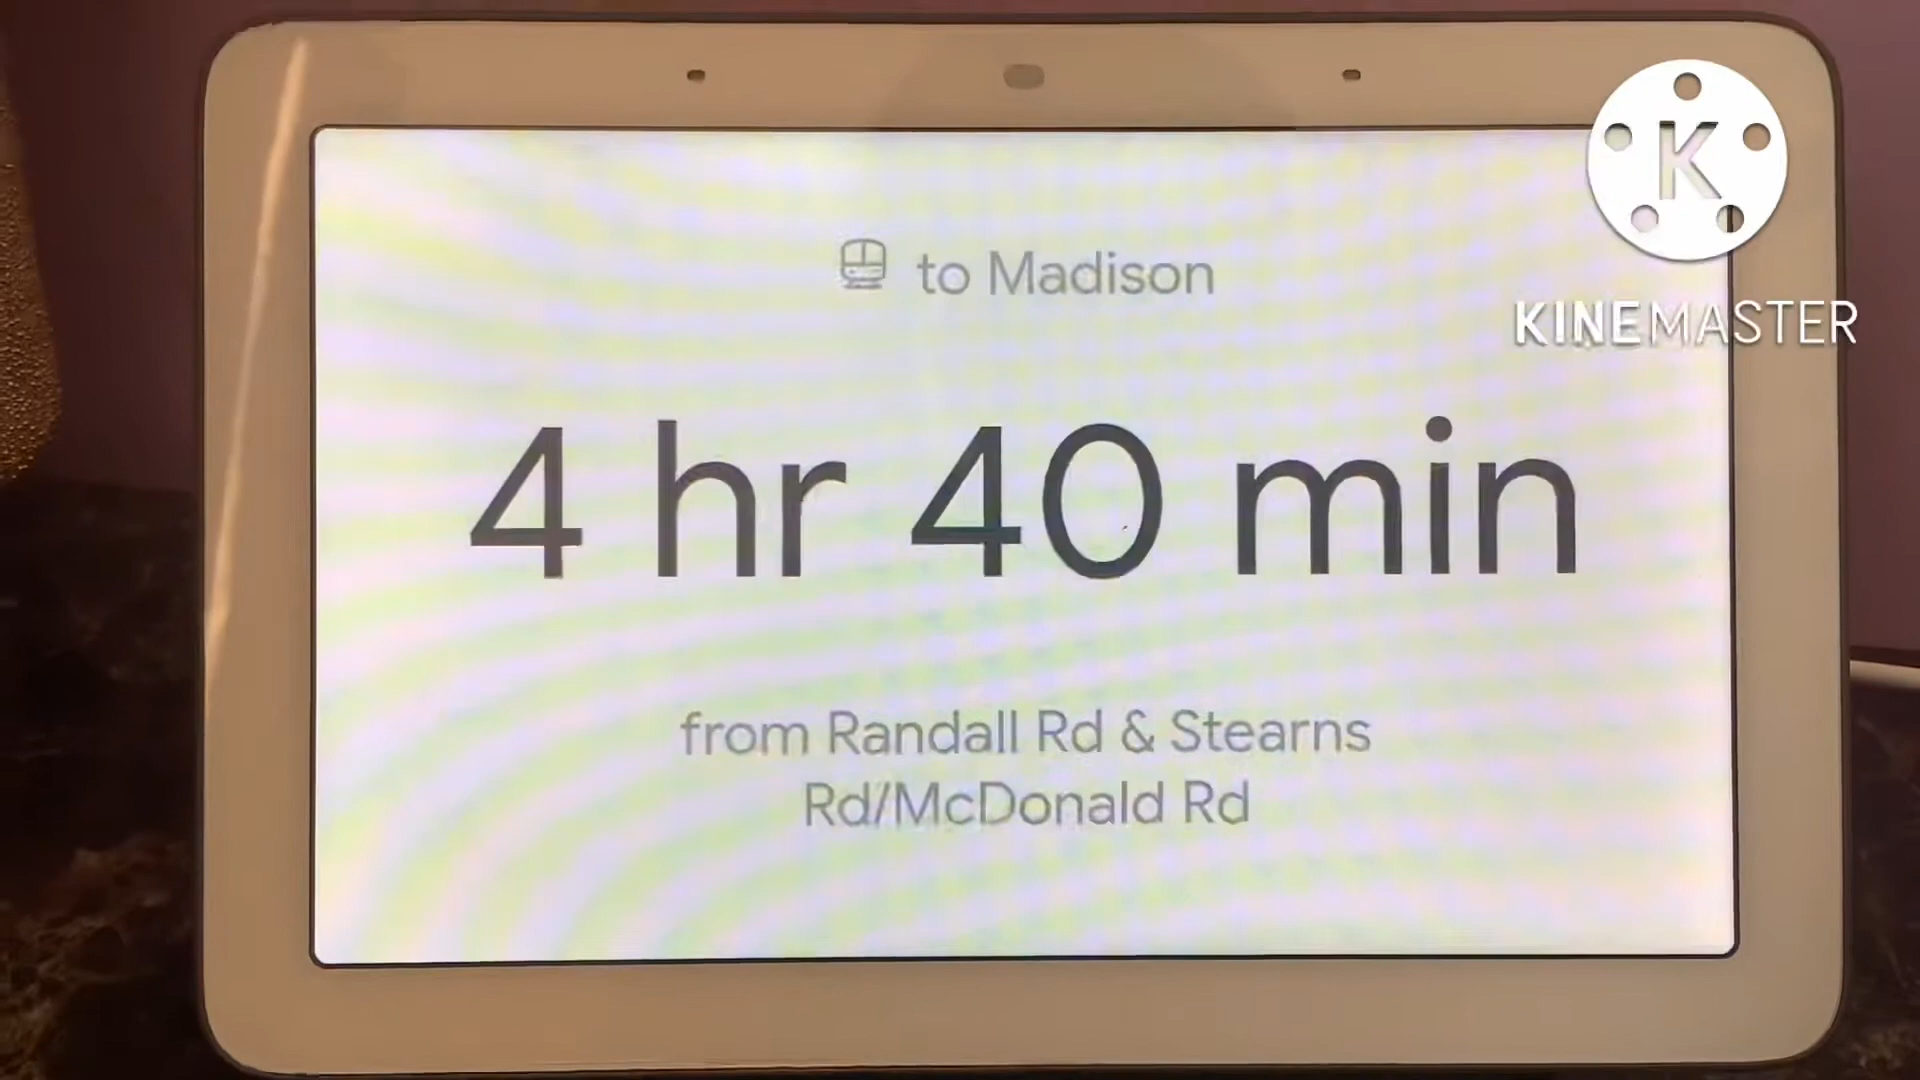 K
KINEMASTER
to Madison
4 hr 40 min
from Randall Rd & Stearns
Rd/McDonald Rd